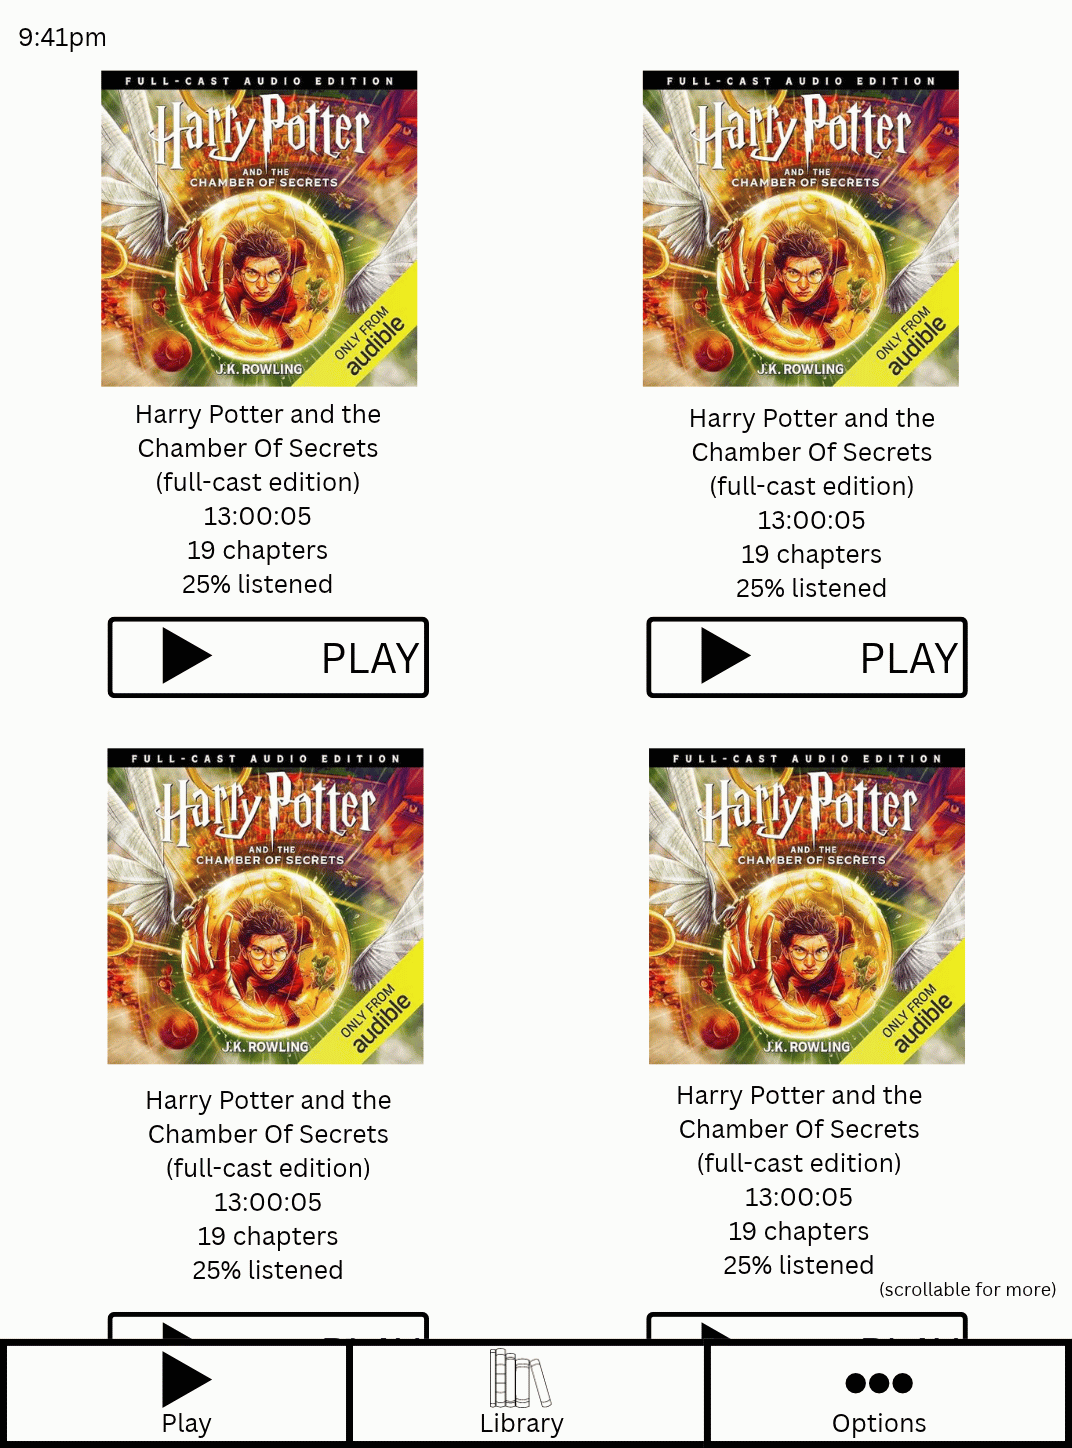 9:41pm
FULL-CAST AUDIO EDITION
Harry Potter
AND THE
CHAMBER OF SECRETS
ONLY FROM
audible
J.K. ROWLING
Harry Potter and the
Chamber Of Secrets
(full-cast edition)
13:00:05
19 chapters
25% listened
PLAY
FULL-CAST AUDIO EDITION
Harry Potter
AND THE
CHAMBER OF SECRETS
ONLY FROM
audible
J.K. ROWLING
Harry Potter and the
Chamber Of Secrets
(full-cast edition)
13:00:05
19 chapters
25% listened
PLAY
FULL-CAST AUDIO EDITION
Harry Potter
AND THE
CHAMBER OF SECRETS
ONLY FROM
audible
J.K. ROWLING
Harry Potter and the
Chamber Of Secrets
(full-cast edition)
13:00:05
19 chapters
25% listened
FULL-CAST AUDIO EDITION
Harry Potter
AND THE
CHAMBER OF SECRETS
ONLY FROM
audible
J.K. ROWLING
Harry Potter and the
Chamber Of Secrets
(full-cast edition)
13:00:05
19 chapters
25% listened
(scrollable for more)
Play
Library
Options